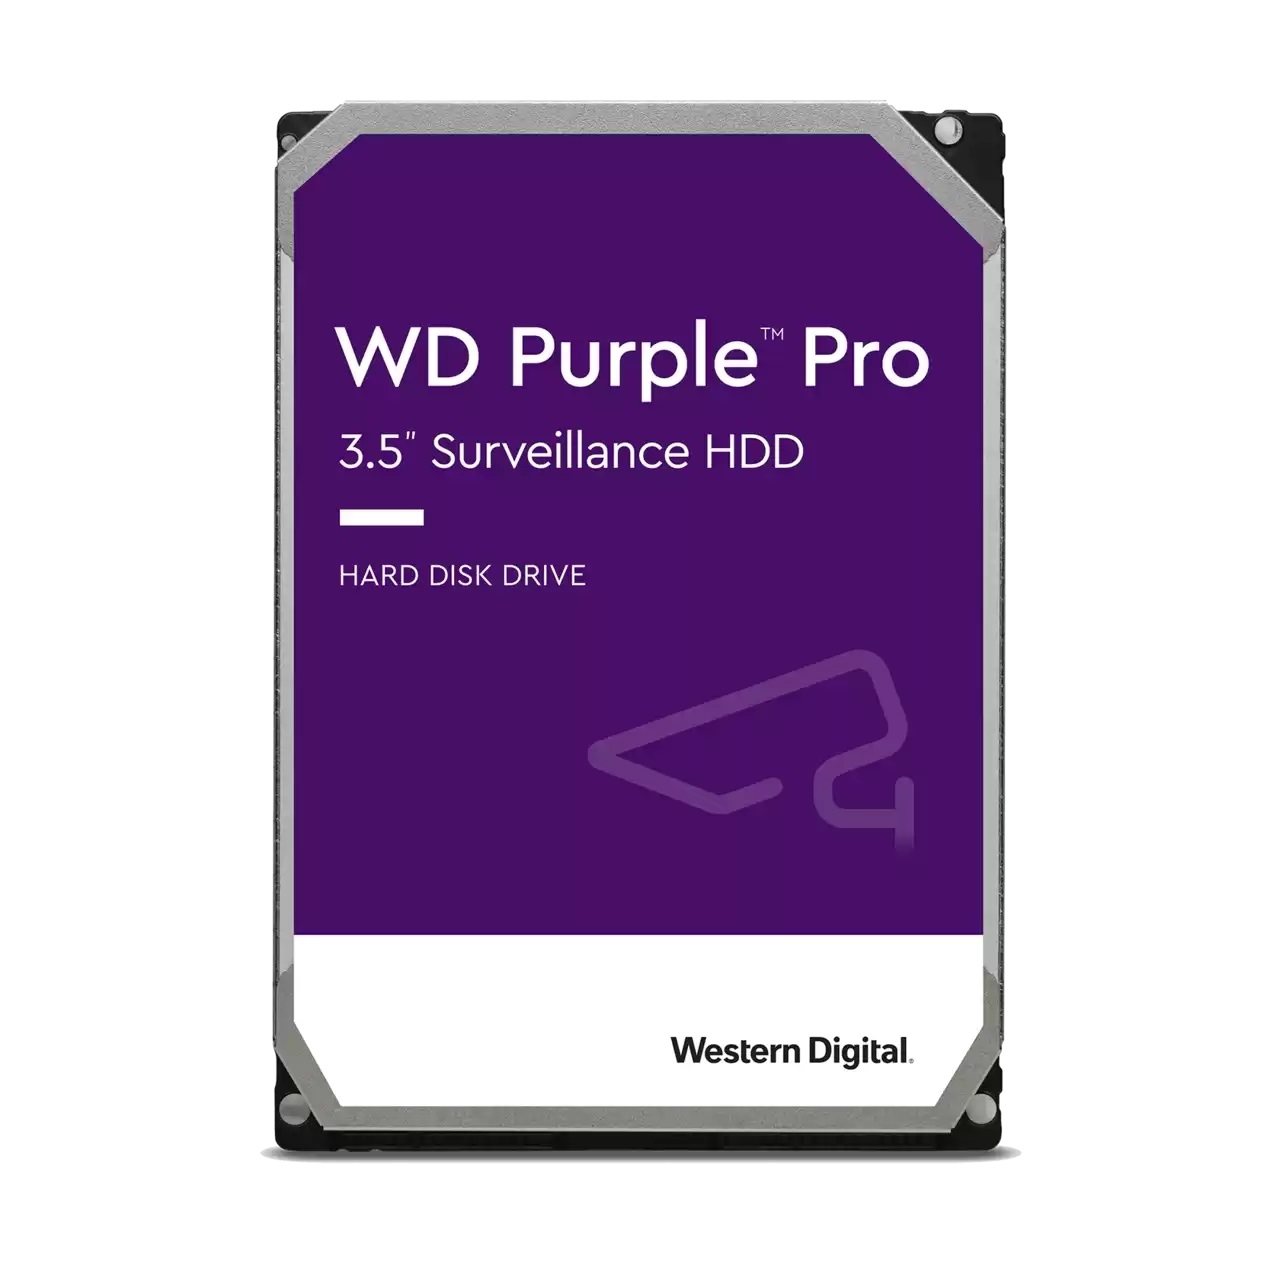 WD Purple™ Pro
3.5″ Surveillance HDD
HARD DISK DRIVE
Western Digital®